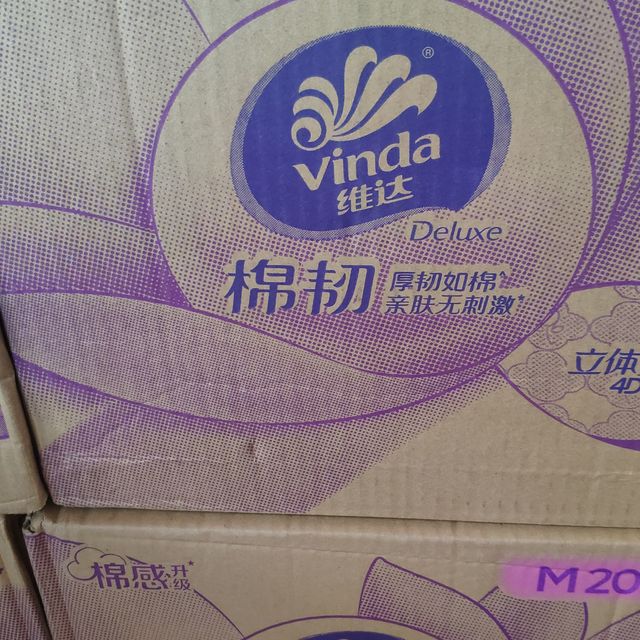 ®
Vinda
维达
Deluxe
棉韧
厚韧如棉^
亲肤无刺激*
立体
4D
棉感
升级*
M 20